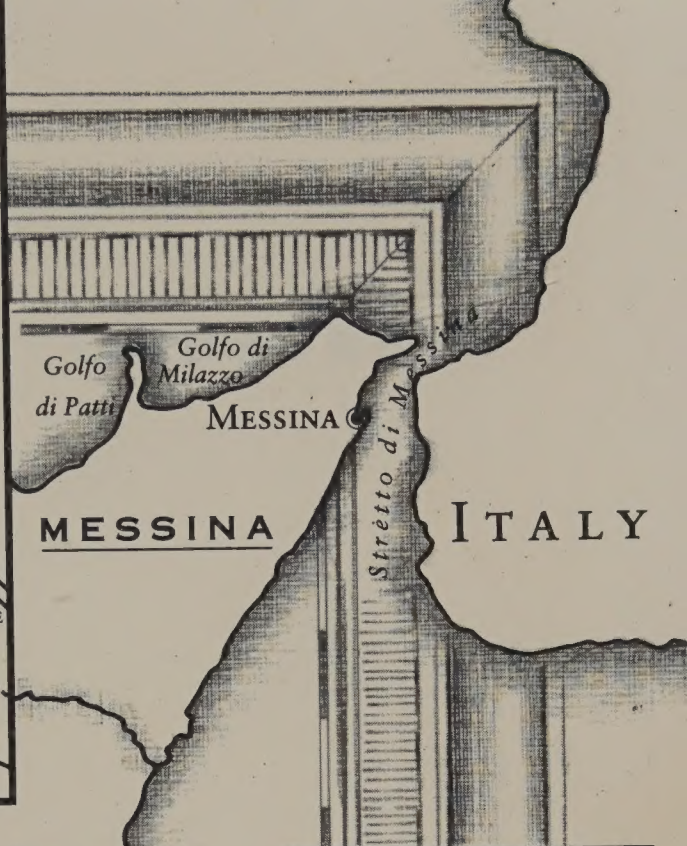 Golfo
di Patti
Golfo di
Milazzo
MESSINA
Stretto di Messina
MESSINA
ITALY